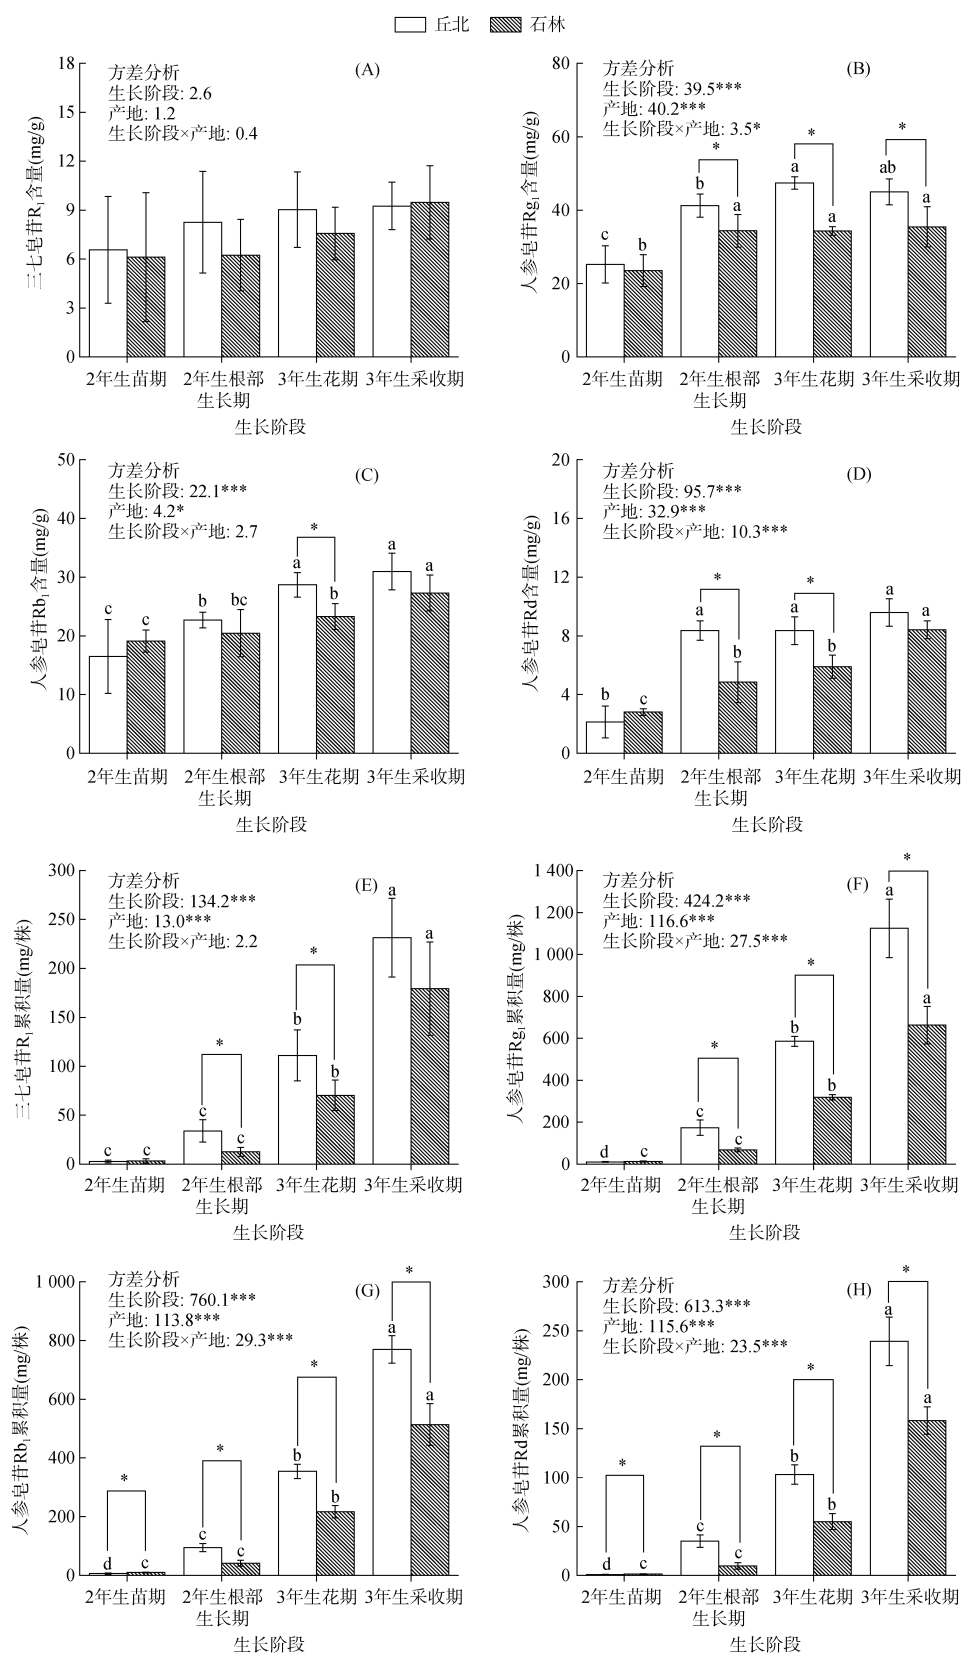 丘北 石林
(A)
方差分析
生长阶段: 2.6
产地: 1.2
生长阶段×产地: 0.4
三七皂苷R1含量(mg/g)
18
15
12
9
6
3
0
2年生苗期 2年生根部生长期 3年生花期 3年生采收期
生长阶段
(B)
方差分析
生长阶段: 39.5***
产地: 40.2***
生长阶段×产地: 3.5*
人参皂苷Rg1含量(mg/g)
80
60
40
20
0
* * *
c b b a a a ab a
2年生苗期 2年生根部生长期 3年生花期 3年生采收期
生长阶段
(C)
方差分析
生长阶段: 22.1***
产地: 4.2*
生长阶段×产地: 2.7
人参皂苷Rb1含量(mg/g)
50
40
30
20
10
0
*
c c b bc a b a a
2年生苗期 2年生根部生长期 3年生花期 3年生采收期
生长阶段
(D)
方差分析
生长阶段: 95.7***
产地: 32.9***
生长阶段×产地: 10.3***
人参皂苷Rd含量(mg/g)
20
16
12
8
4
0
* *
b c a b a b a a
2年生苗期 2年生根部生长期 3年生花期 3年生采收期
生长阶段
(E)
方差分析
生长阶段: 134.2***
产地: 13.0***
生长阶段×产地: 2.2
三七皂苷R1累积量(mg/株)
300
250
200
150
100
50
0
* *
c c c c b b a a
2年生苗期 2年生根部生长期 3年生花期 3年生采收期
生长阶段
(F)
方差分析
生长阶段: 424.2***
产地: 116.6***
生长阶段×产地: 27.5***
人参皂苷Rg1累积量(mg/株)
1 400
1 200
1 000
800
600
400
200
0
* * *
d c c c b b a a
2年生苗期 2年生根部生长期 3年生花期 3年生采收期
生长阶段
(G)
方差分析
生长阶段: 760.1***
产地: 113.8***
生长阶段×产地: 29.3***
人参皂苷Rb1累积量(mg/株)
1 000
800
600
400
200
0
* * * *
d c c c b b a a
2年生苗期 2年生根部生长期 3年生花期 3年生采收期
生长阶段
(H)
方差分析
生长阶段: 613.3***
产地: 115.6***
生长阶段×产地: 23.5***
人参皂苷Rd累积量(mg/株)
300
250
200
150
100
50
0
* * * *
d c c c b b a a
2年生苗期 2年生根部生长期 3年生花期 3年生采收期
生长阶段